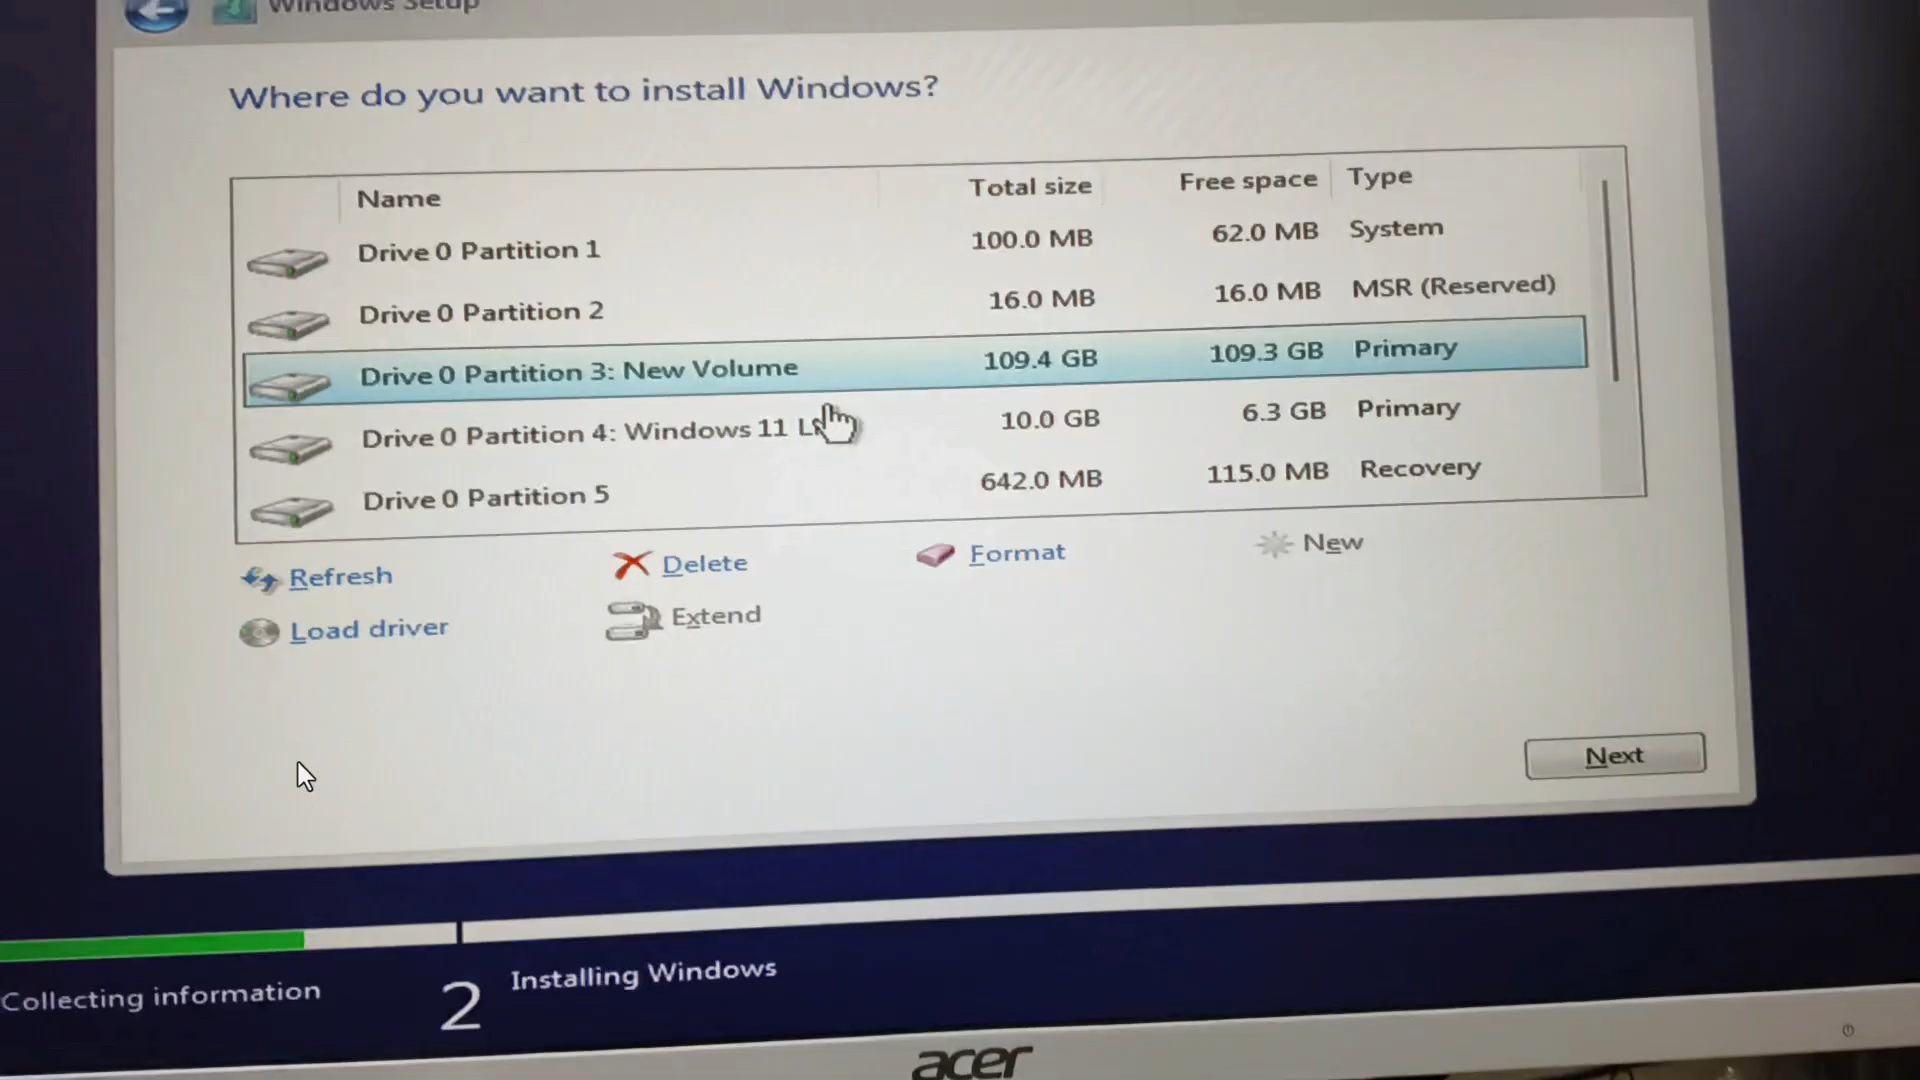 Windows Setup
Where do you want to install Windows?
Name Total size Free space Type
Drive 0 Partition 1 100.0 MB 62.0 MB System
Drive 0 Partition 2 16.0 MB 16.0 MB MSR (Reserved)
Drive 0 Partition 3: New Volume 109.4 GB 109.3 GB Primary
Drive 0 Partition 4: Windows 11 10.0 GB 6.3 GB Primary
Drive 0 Partition 5 642.0 MB 115.0 MB Recovery
Refresh Delete Format New
Load driver Extend
Next
Collecting information 2 Installing Windows
acer